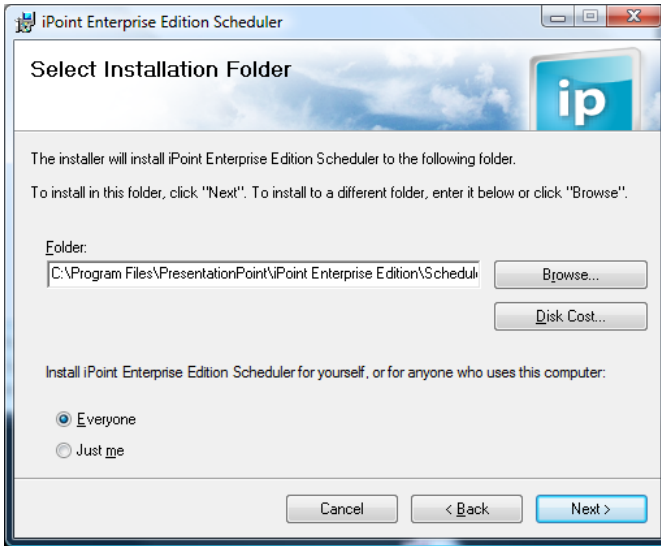 iPoint Enterprise Edition Scheduler
Select Installation Folder
ip
The installer will install iPoint Enterprise Edition Scheduler to the following folder.
To install in this folder, click "Next". To install to a different folder, enter it below or click "Browse".
Folder:
C:\Program Files\PresentationPoint\iPoint Enterprise Edition\Schedul
Browse...
Disk Cost...
Install iPoint Enterprise Edition Scheduler for yourself, or for anyone who uses this computer:
Everyone
Just me
Cancel
< Back
Next >